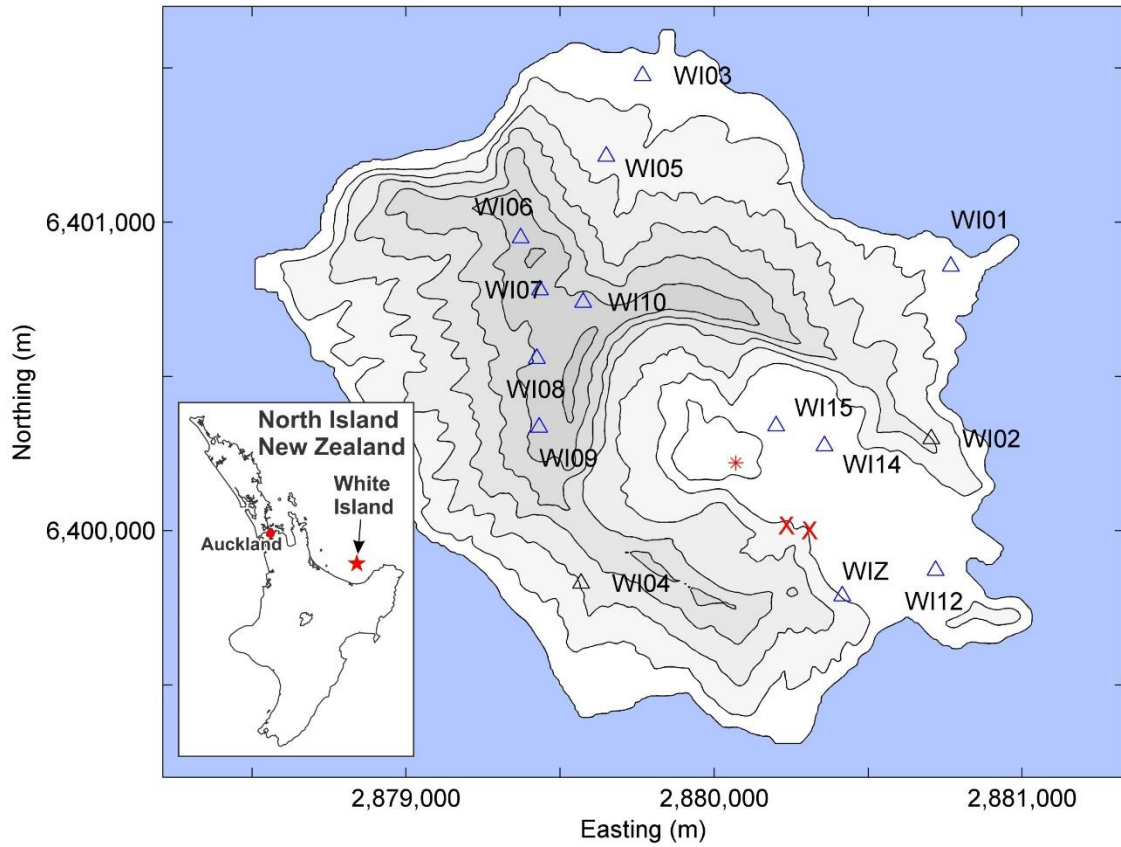 WI03
WI05
WI01
WI06
WI07
WI10
WI08
WI15
WI02
WI14
WI09
WI04
WIZ
WI12
X X
North Island
New Zealand
White
Island
Auckland
6,401,000
6,400,000
Northing (m)
2,879,000
2,880,000
2,881,000
Easting (m)